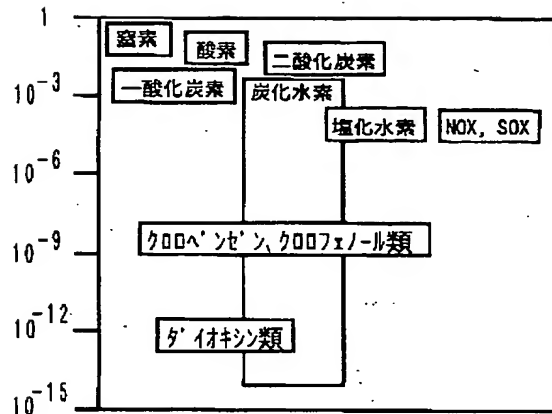 1
窒素
酸素
二酸化炭素
10-3
一酸化炭素
炭化水素
塩化水素
NOX, SOX
10-6
クロロベンゼン、クロロフェノール類
10-9
ダイオキシン類
10-12
10-15